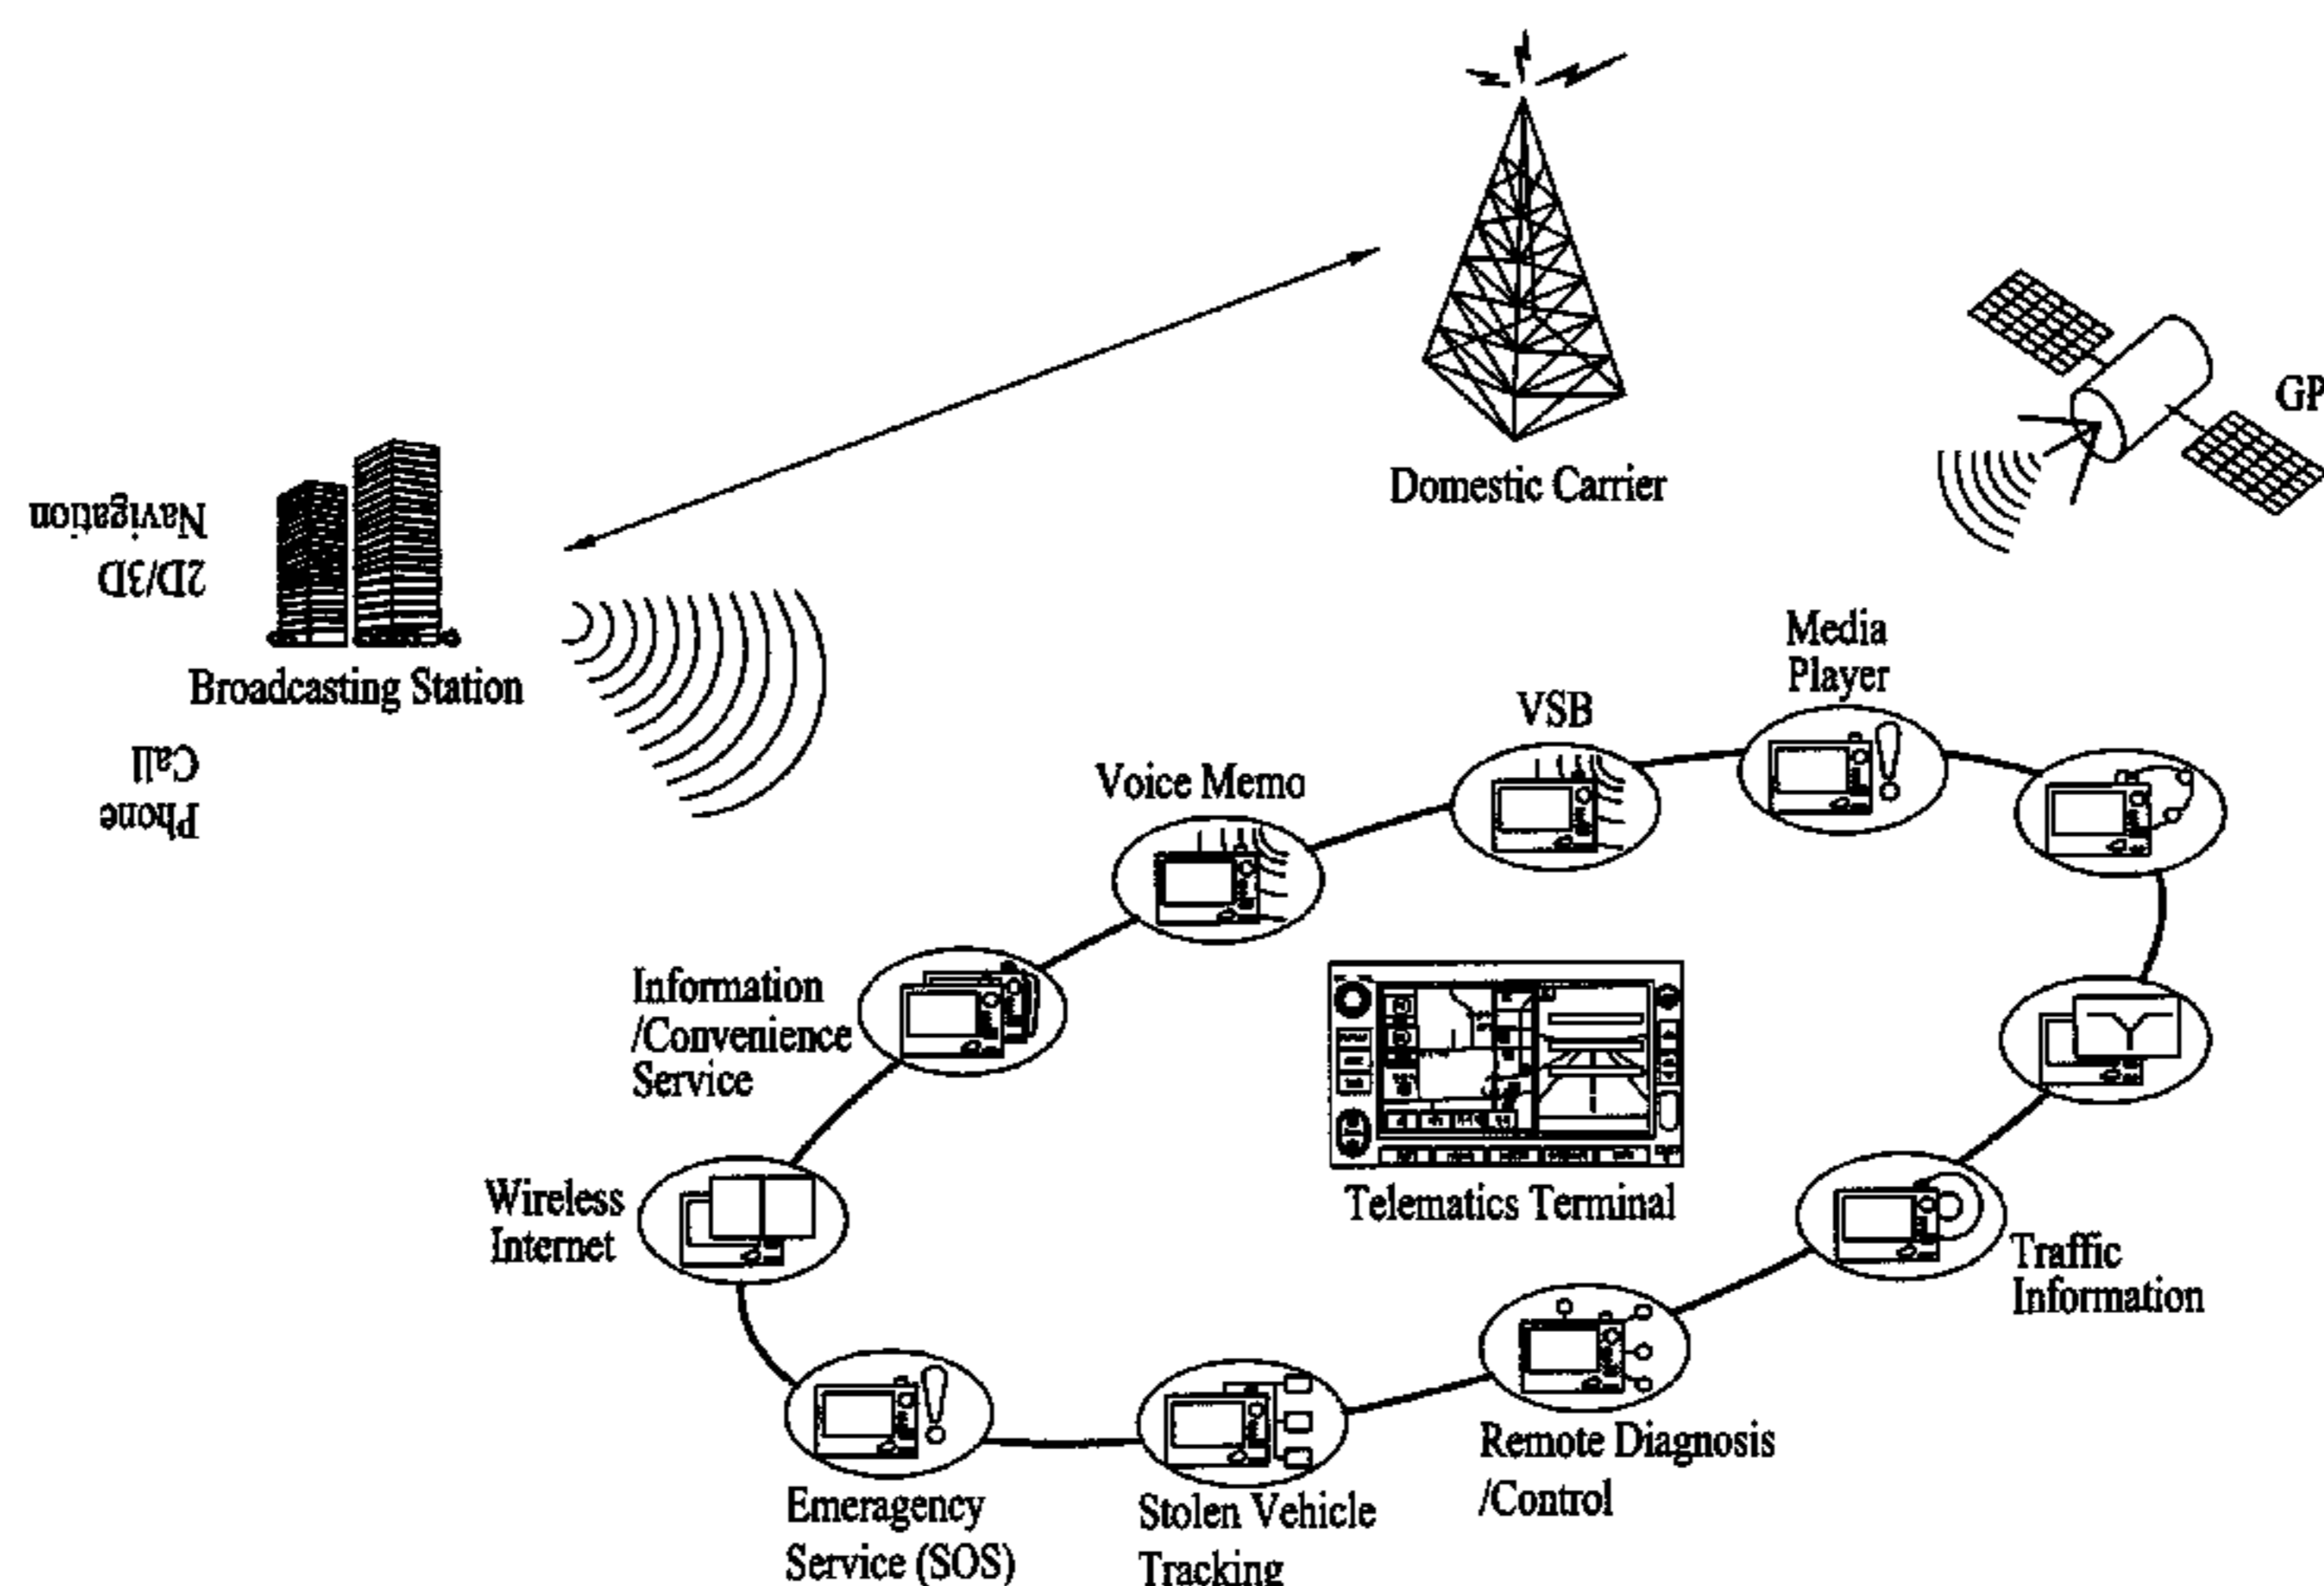 Domestic Carrier
GP
Navigation
2D/3D
Broadcasting Station
Call
Phone
Media
Player
VSB
Voice Memo
Information
/Convenience
Service
Telematics Terminal
Wireless
Internet
Traffic
Information
Remote Diagnosis
/Control
Emeragency
Service (SOS)
Stolen Vehicle
Tracking